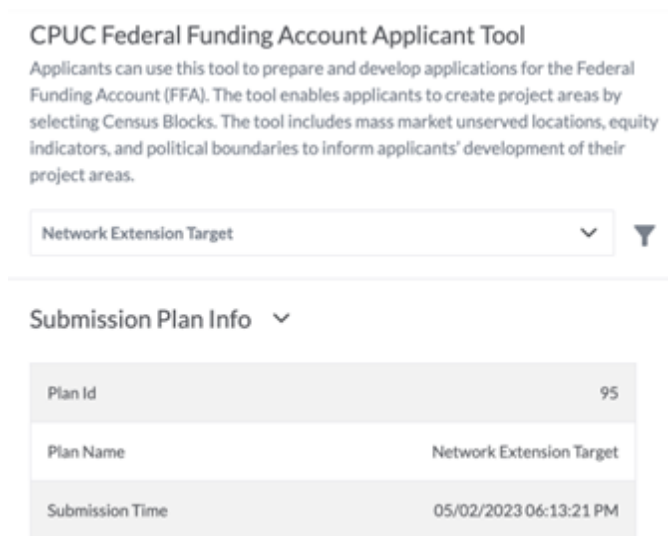 CPUC Federal Funding Account Applicant Tool
Applicants can use this tool to prepare and develop applications for the Federal
Funding Account (FFA). The tool enables applicants to create project areas by
selecting Census Blocks. The tool includes mass market unserved locations, equity
indicators, and political boundaries to inform applicants' development of their
project areas.
Network Extension Target
Submission Plan Info
Plan Id 95
Plan Name Network Extension Target
Submission Time 05/02/2023 06:13:21 PM